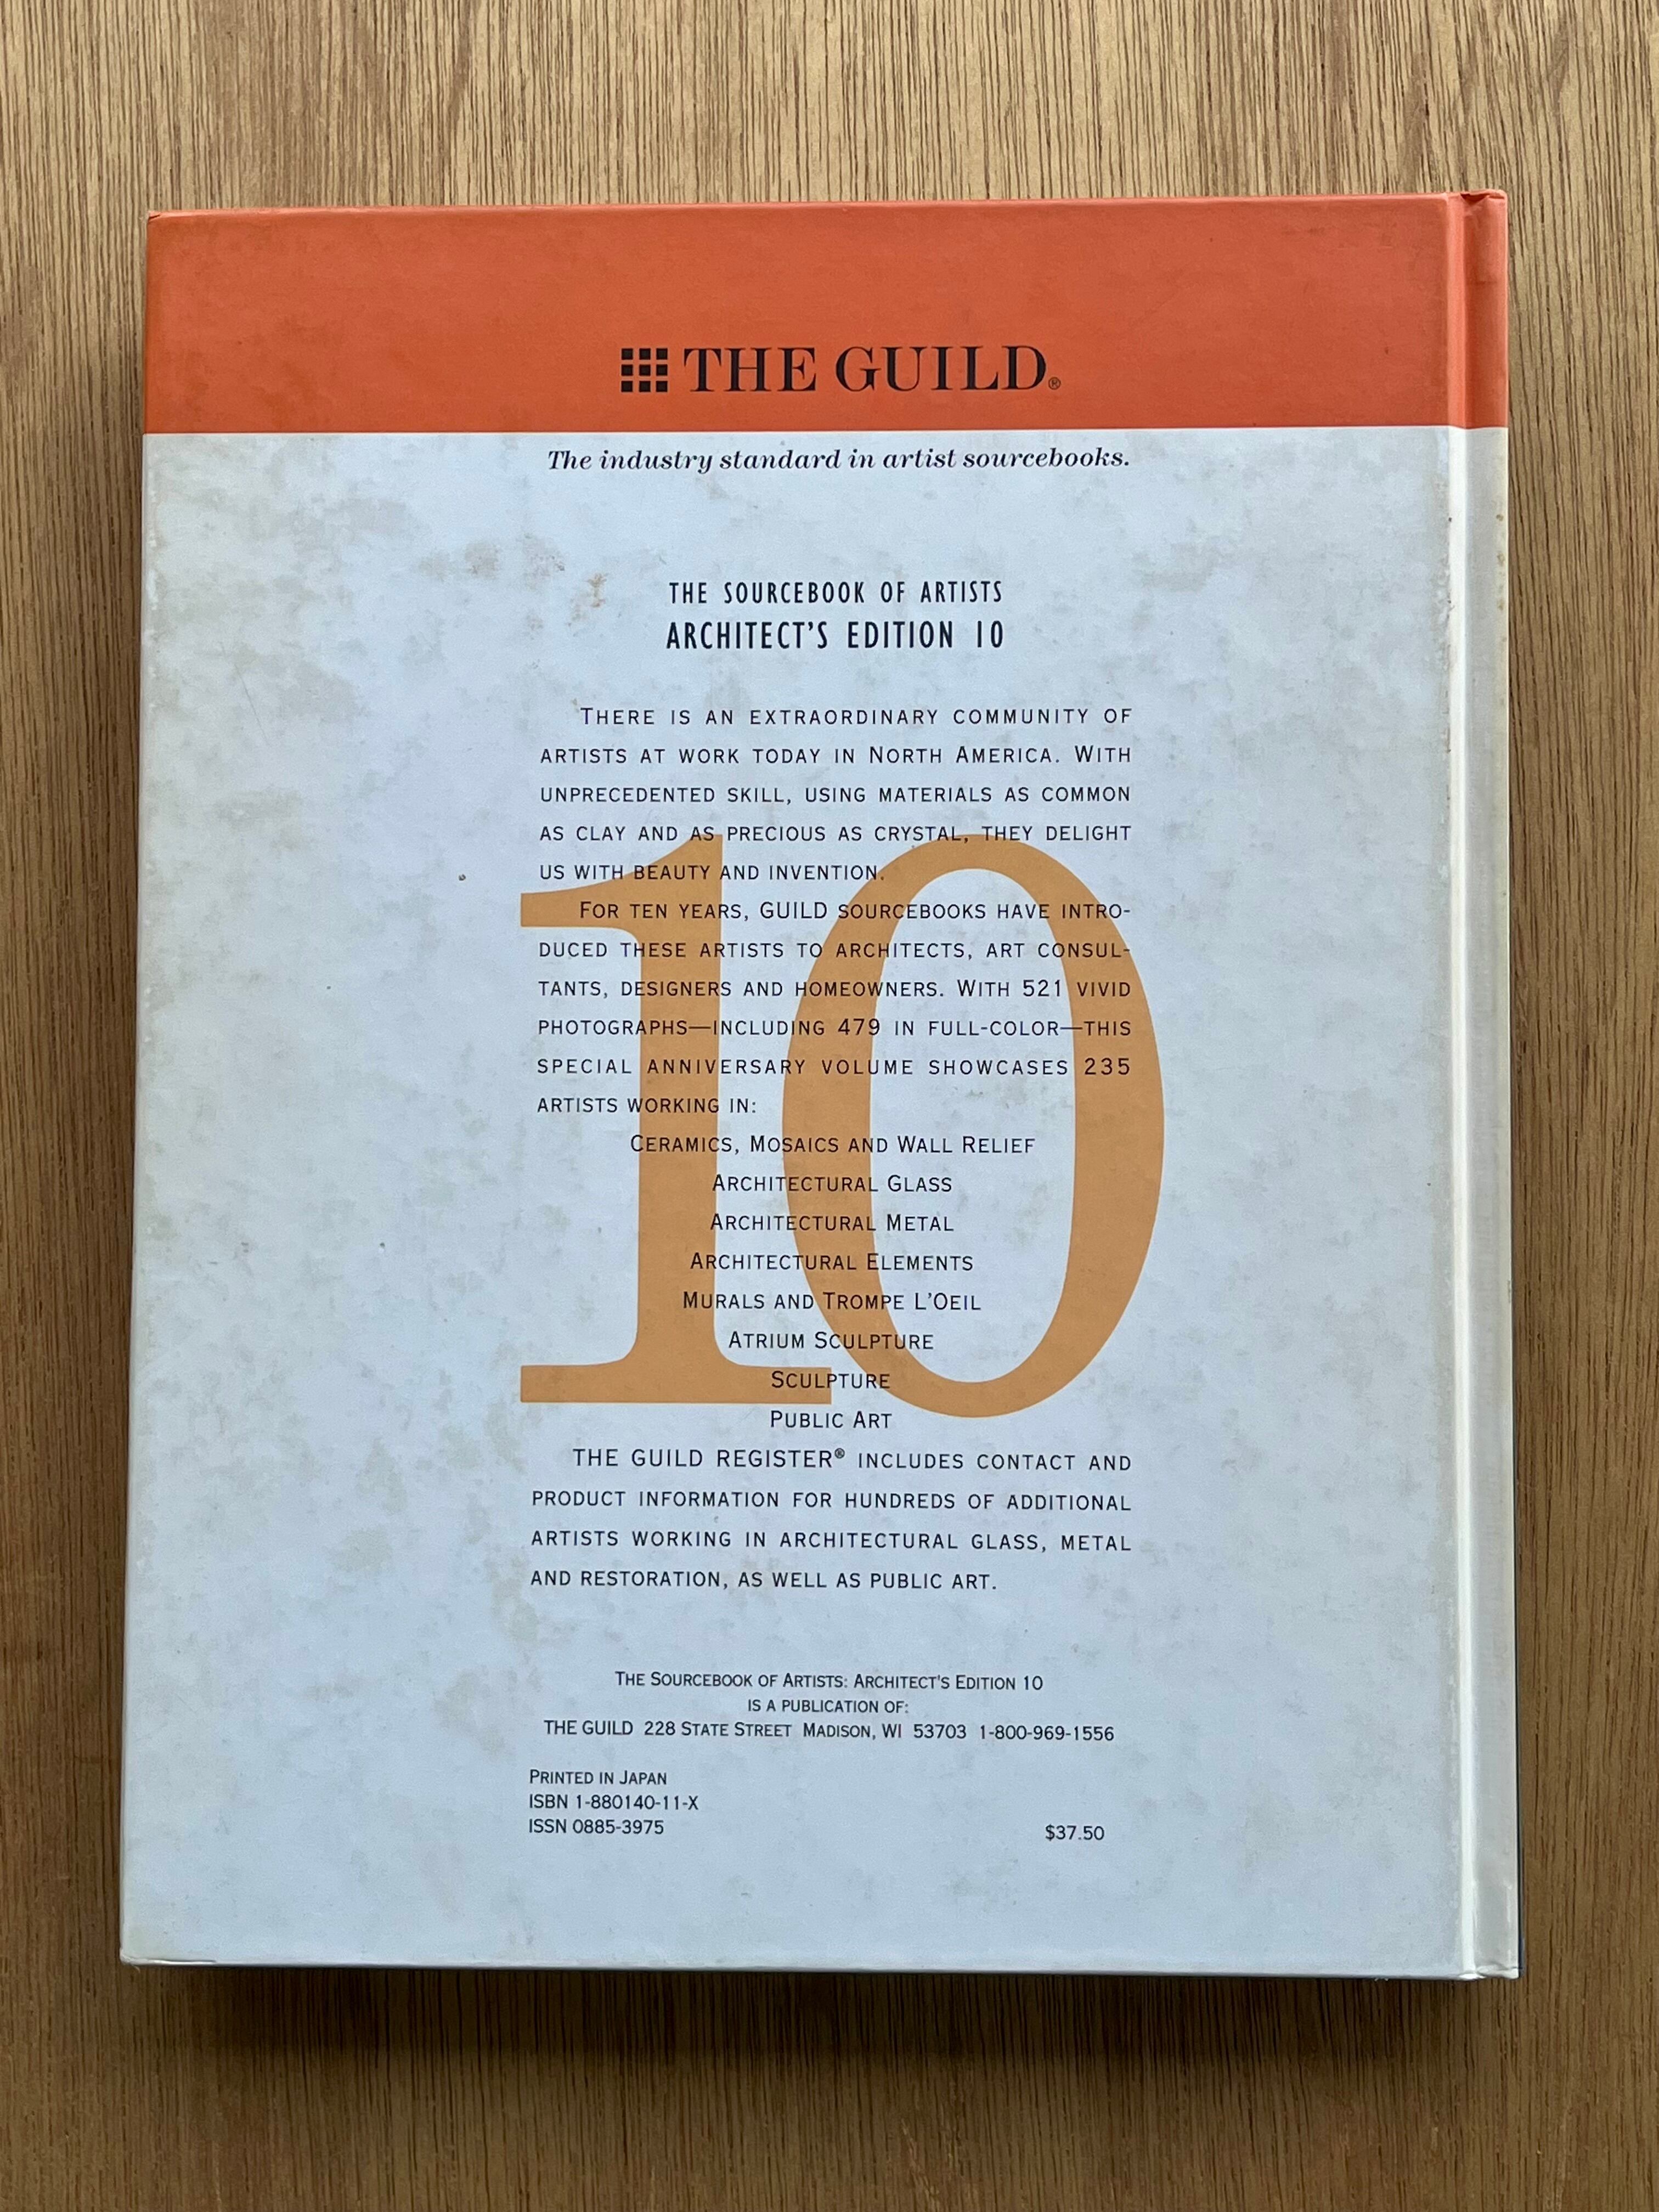 THE GUILD®
The industry standard in artist sourcebooks.
THE SOURCEBOOK OF ARTISTS
ARCHITECT'S EDITION 10
THERE IS AN EXTRAORDINARY COMMUNITY OF
ARTISTS AT WORK TODAY IN NORTH AMERICA. WITH
UNPRECEDENTED SKILL, USING MATERIALS AS COMMON
AS CLAY AND AS PRECIOUS AS CRYSTAL, THEY DELIGHT
US WITH BEAUTY AND INVENTION.
FOR TEN YEARS, GUILD SOURCEBOOKS HAVE INTRO-
DUCED THESE ARTISTS TO ARCHITECTS, ART CONSUL-
TANTS, DESIGNERS AND HOMEOWNERS. WITH 521 VIVID
PHOTOGRAPHS—INCLUDING 479 IN FULL-COLOR—THIS
SPECIAL ANNIVERSARY VOLUME SHOWCASES 235
ARTISTS WORKING IN:
CERAMICS, MOSAICS AND WALL RELIEF
ARCHITECTURAL GLASS
ARCHITECTURAL METAL
ARCHITECTURAL ELEMENTS
MURALS AND TROMPE L'OEIL
ATRIUM SCULPTURE
SCULPTURE
PUBLIC ART
10
THE GUILD REGISTER® INCLUDES CONTACT AND
PRODUCT INFORMATION FOR HUNDREDS OF ADDITIONAL
ARTISTS WORKING IN ARCHITECTURAL GLASS, METAL
AND RESTORATION, AS WELL AS PUBLIC ART.
THE SOURCEBOOK OF ARTISTS: ARCHITECT'S EDITION 10
IS A PUBLICATION OF:
THE GUILD 228 STATE STREET MADISON, WI 53703 1-800-969-1556
PRINTED IN JAPAN
ISBN 1-880140-11-X
ISSN 0885-3975
$37.50